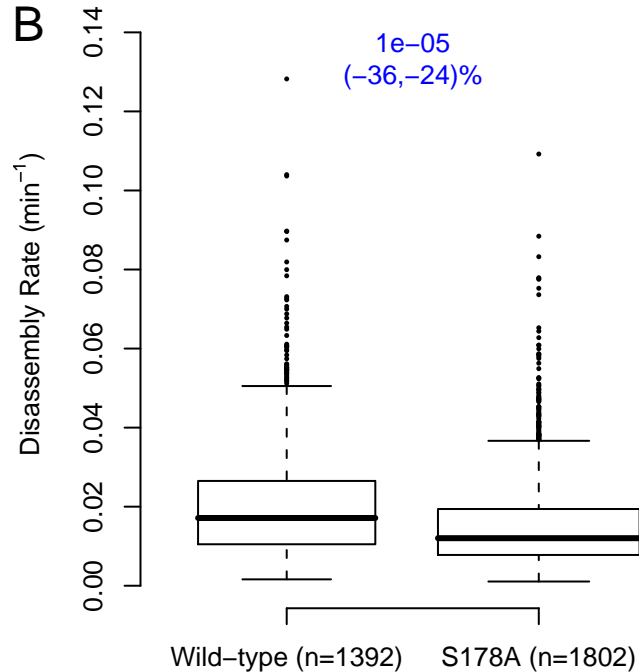 B
1e−05
(−36,−24)%
Disassembly Rate (min⁻¹)
0.14
0.12
0.10
0.08
0.06
0.04
0.02
0.00
Wild−type (n=1392) S178A (n=1802)